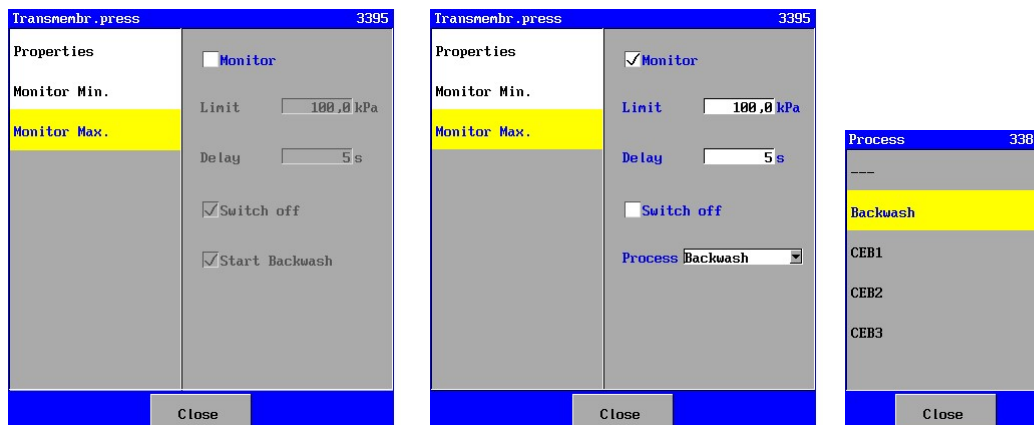 Transmembr.press 3395
Properties
Monitor Min.
Monitor Max.
Monitor
Limit 100,0 kPa
Delay 5 s
Switch off
Start Backwash
Close
Transmembr.press 3395
Properties
Monitor Min.
Monitor Max.
Monitor
Limit 100,0 kPa
Delay 5 s
Switch off
Process Backwash
Close
Process 338
---
Backwash
CEB1
CEB2
CEB3
Close